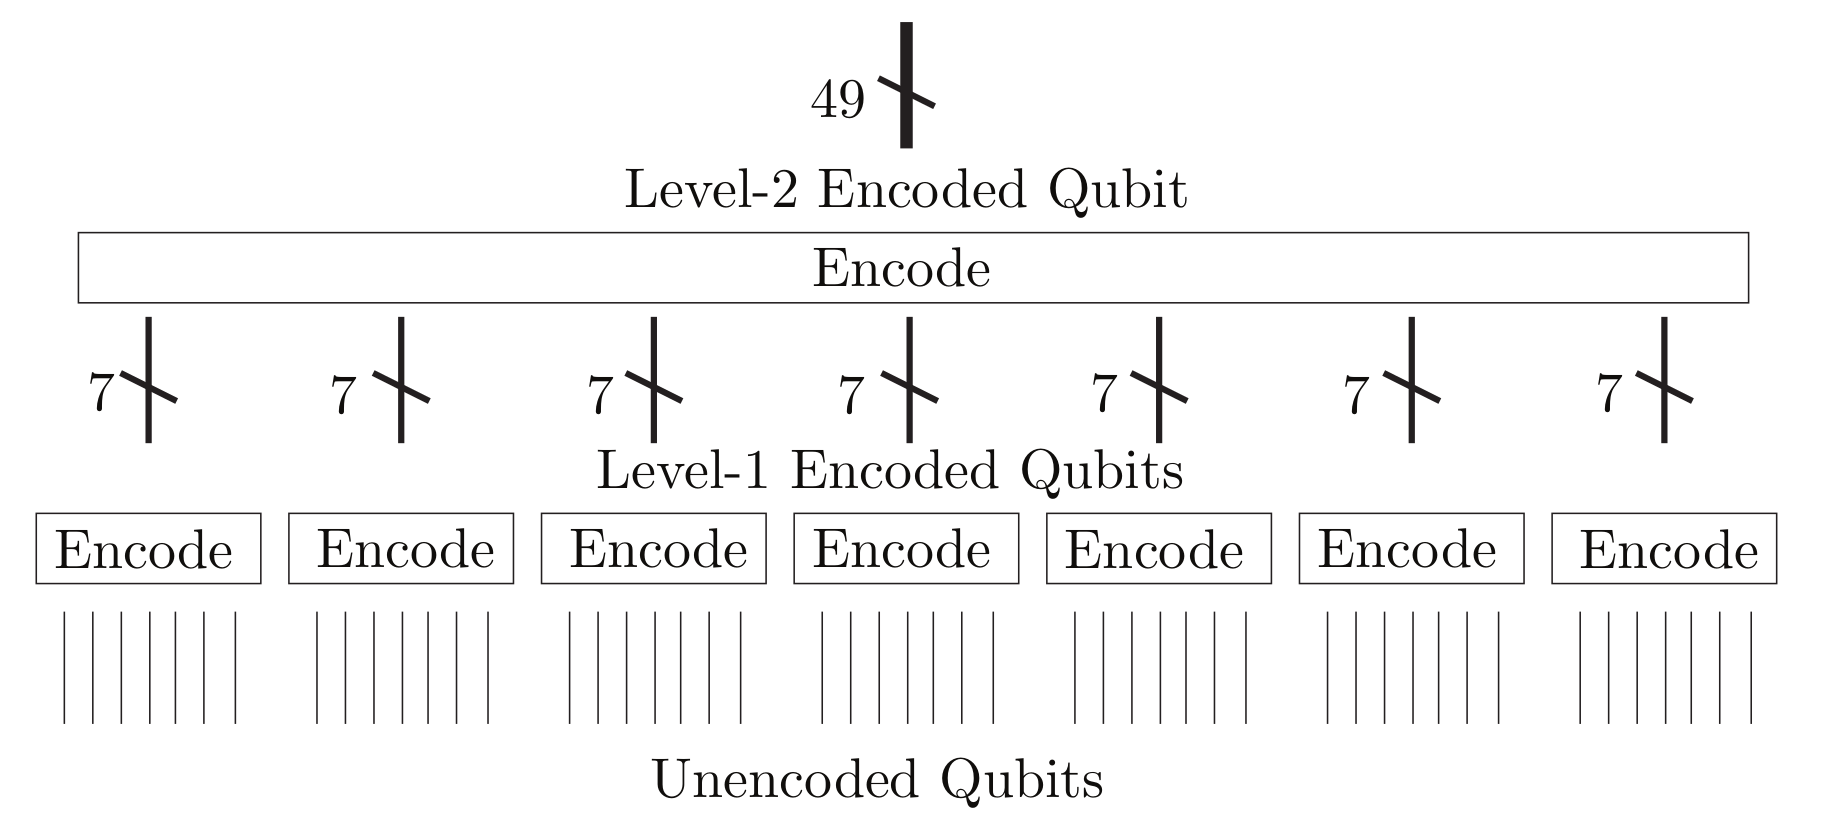 49
Level-2 Encoded Qubit
Encode
7 7 7 7 7 7 7
Level-1 Encoded Qubits
Encode Encode Encode Encode Encode Encode Encode
Unencoded Qubits